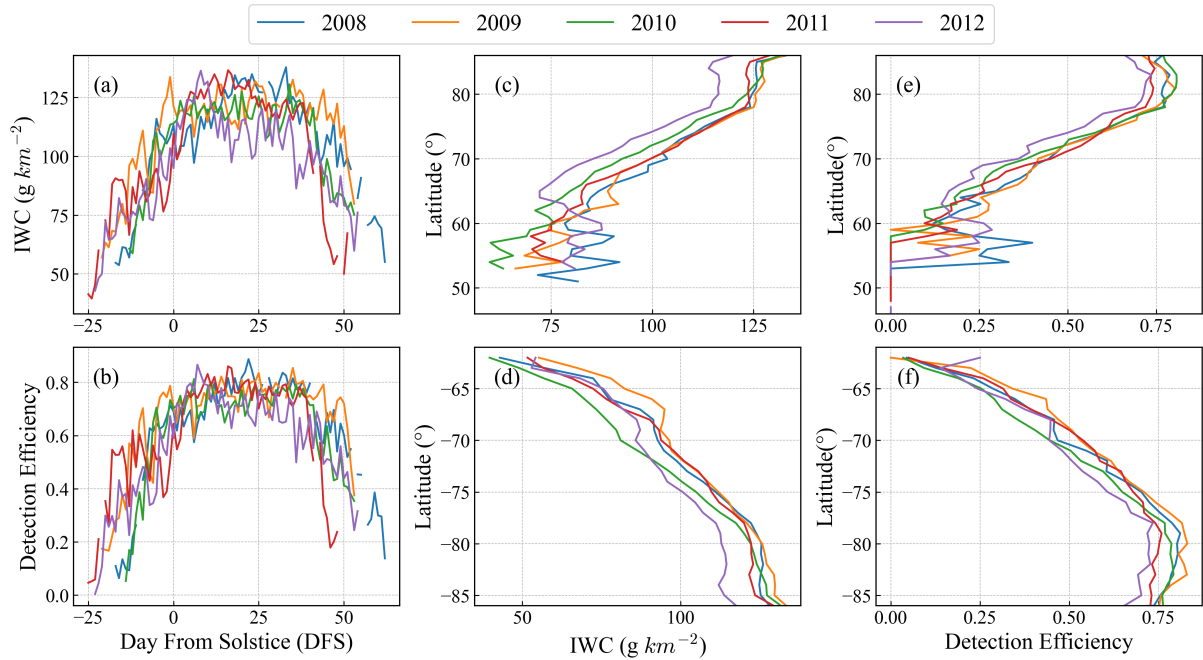 2008 2009 2010 2011 2012
(a)
IWC (g km⁻²)
125
100
75
50
−25 0 25 50
(c)
Latitude (°)
80
70
60
50
75 100 125
(e)
Latitude(°)
80
70
60
50
0.00 0.25 0.50 0.75
(b)
Detection Efficiency
0.8
0.6
0.4
0.2
0.0
−25 0 25 50
Day From Solstice (DFS)
(d)
Latitude (°)
−65
−70
−75
−80
−85
50 100
IWC (g km⁻²)
(f)
Latitude(°)
−65
−70
−75
−80
−85
0.00 0.25 0.50 0.75
Detection Efficiency